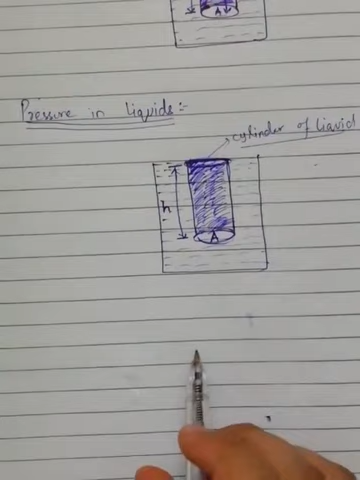 A
Pressure in liquids:-
cylinder of liquid
h
A